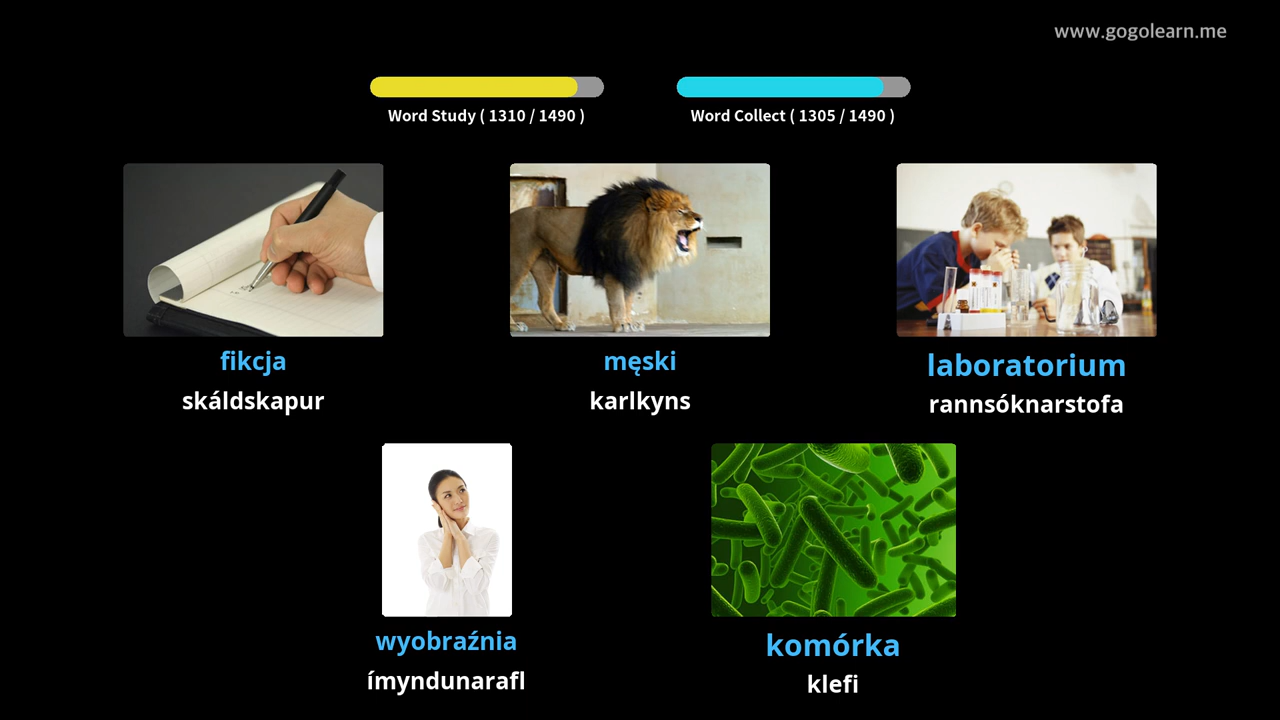 www.gogolearn.me
Word Study ( 1310 / 1490 )
Word Collect ( 1305 / 1490 )
fikcja
skáldskapur
męski
karlkyns
laboratorium
rannsóknarstofa
wyobraźnia
ímyndunarafl
komórka
klefi